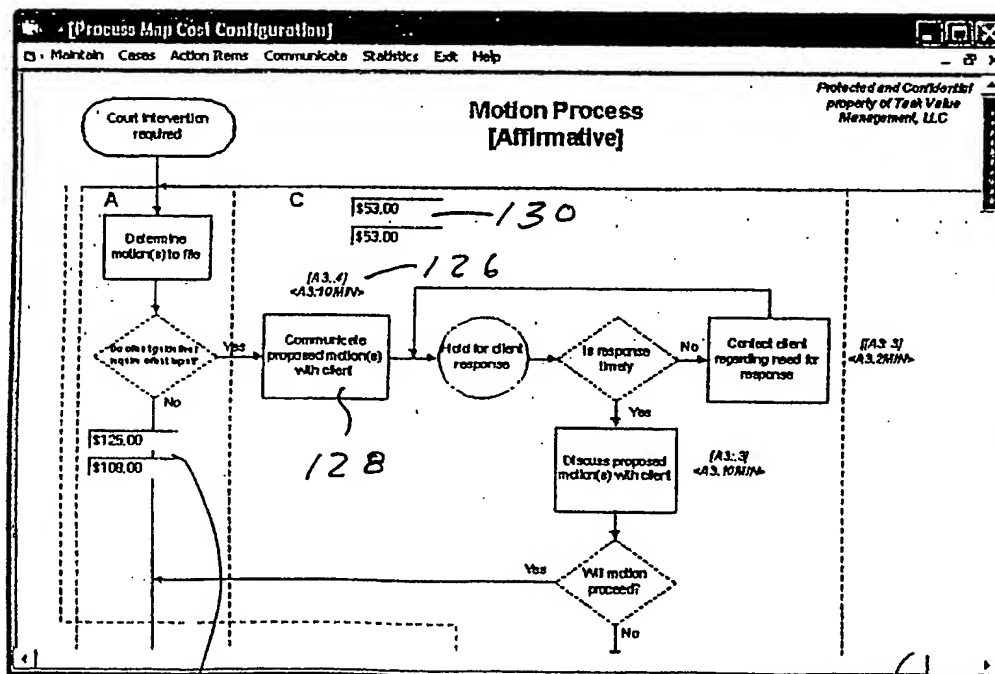 [Process Map Cost Configuration]
Maintain Cases Action Items Communicate Statistics Exit Help
Protected and Confidential
property of Task Value
Management, LLC
Motion Process
[Affirmative]
Court Intervention
required
A
C
$53.00
130
$53.00
Determine
motion(s) to file
[A3..4]
126
<A3:10MIN>
Yes
Communicate
proposed motion(s)
with client
Hold for client
response
Is response
timely
No
Contact client
regarding need for
response
[[A3: 3]
<A3.2MIN>
No
Yes
$125.00
$108.00
128
Discuss proposed
motion(s) with client
[A3:.3]
<A3.10MIN>
Yes
Will motion
proceed?
No